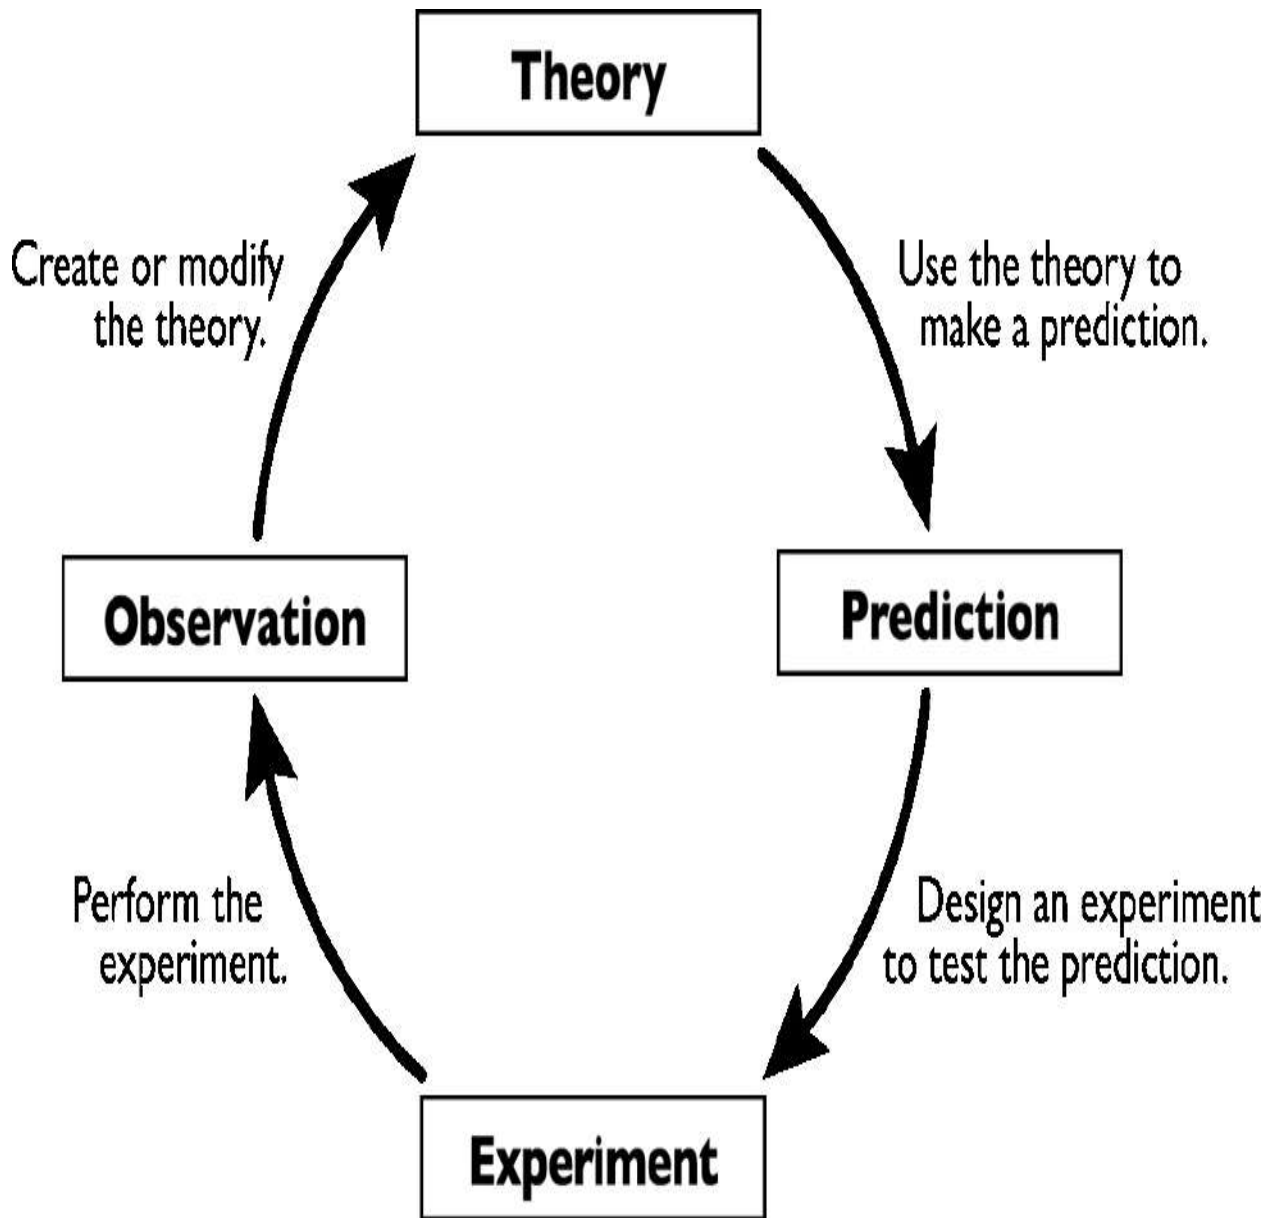 Theory
Create or modify
the theory.
Use the theory to
make a prediction.
Observation
Prediction
Perform the
experiment.
Design an experiment
to test the prediction.
Experiment